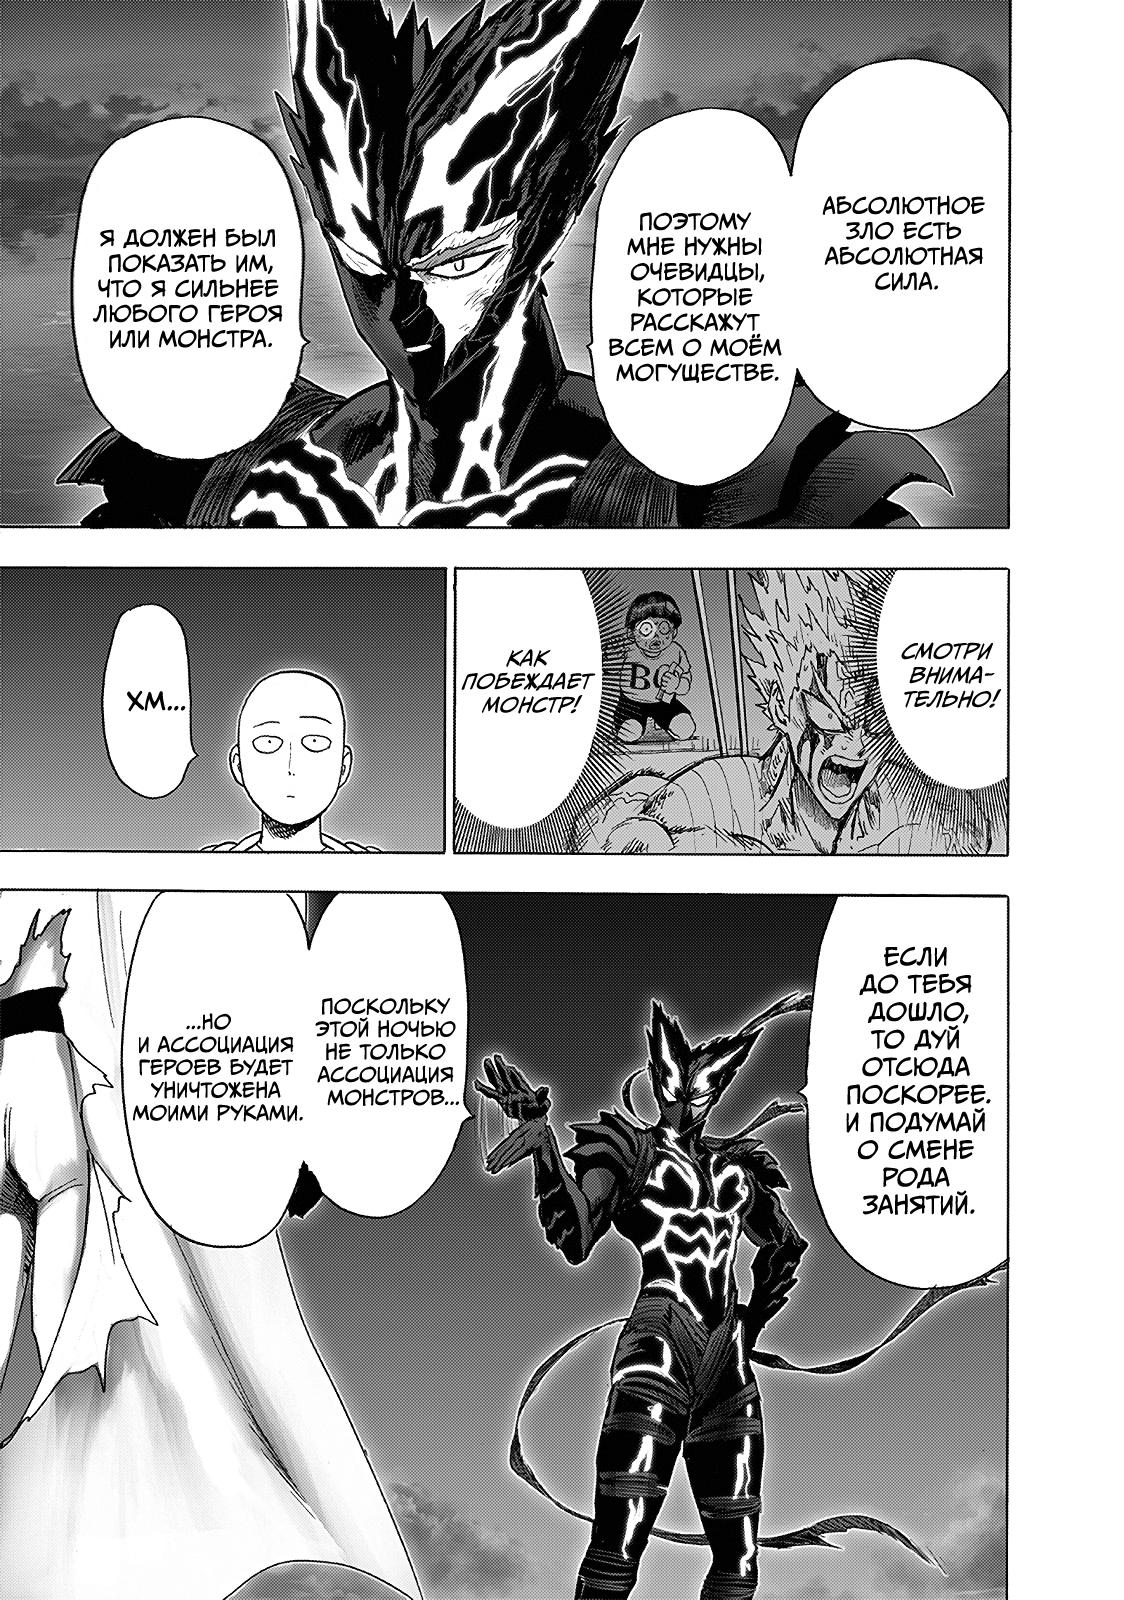 АБСОЛЮТНОЕ
ЗЛО ЕСТЬ
АБСОЛЮТНАЯ
СИЛА.
ПОЭТОМУ
МНЕ НУЖНЫ
ОЧЕВИДЦЫ,
КОТОРЫЕ
РАССКАЖУТ
ВСЕМ О МОЁМ
МОГУЩЕСТВЕ.
Я ДОЛЖЕН БЫЛ
ПОКАЗАТЬ ИМ,
ЧТО Я СИЛЬНЕЕ
ЛЮБОГО ГЕРОЯ
ИЛИ МОНСТРА.
СМОТРИ
ВНИМА-
ТЕЛЬНО!
КАК
ПОБЕЖДАЕТ
МОНСТР!
ХМ...
ЕСЛИ
ДО ТЕБЯ
ДОШЛО,
ТО ДУЙ
ОТСЮДА
ПОСКОРЕЕ.
И ПОДУМАЙ
О СМЕНЕ
РОДА
ЗАНЯТИЙ.
ПОСКОЛЬКУ
ЭТОЙ НОЧЬЮ
НЕ ТОЛЬКО
АССОЦИАЦИЯ
МОНСТРОВ...
...НО
И АССОЦИАЦИЯ
ГЕРОЕВ БУДЕТ
УНИЧТОЖЕНА
МОИМИ РУКАМИ.